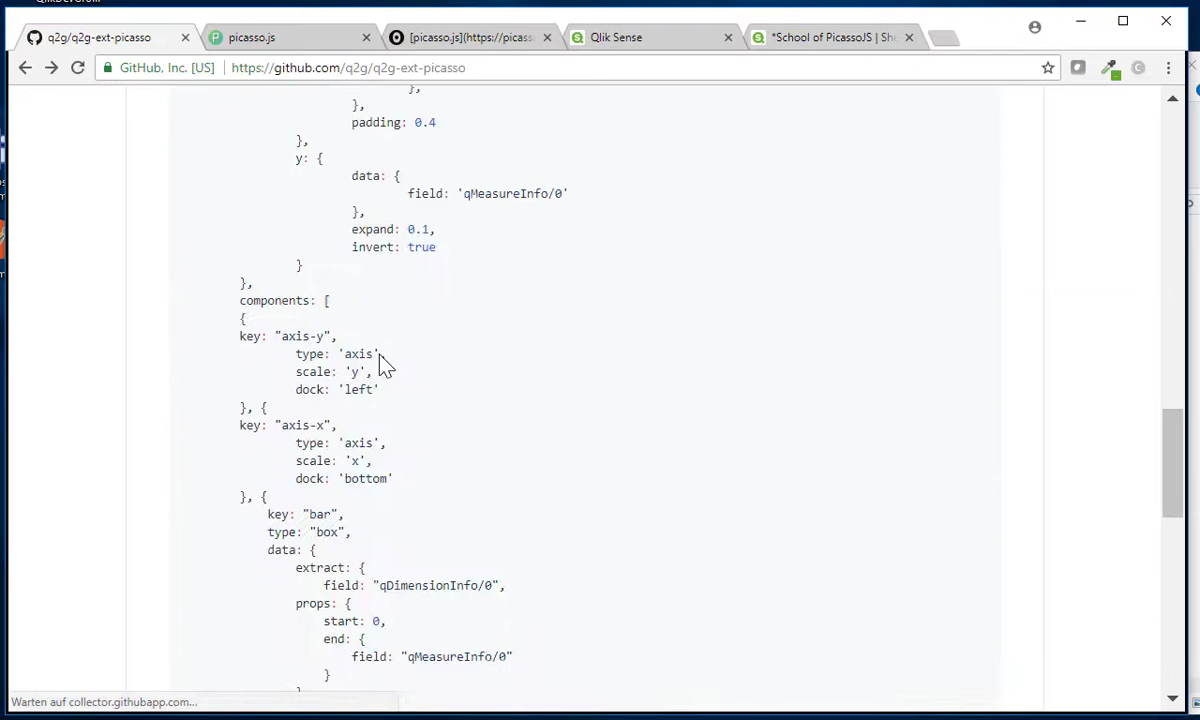 q2g/q2g-ext-picasso
picasso.js
[picasso.js](https://picass
Qlik Sense
*School of PicassoJS | Sh
GitHub, Inc. [US]
https://github.com/q2g/q2g-ext-picasso
},
},
padding: 0.4
},
y: {
data: {
field: 'qMeasureInfo/0'
},
expand: 0.1,
invert: true
}
},
components: [
{
key: "axis-y",
type: 'axis',
scale: 'y',
dock: 'left'
}, {
key: "axis-x",
type: 'axis',
scale: 'x',
dock: 'bottom'
}, {
key: "bar",
type: "box",
data: {
extract: {
field: "qDimensionInfo/0",
props: {
start: 0,
end: {
field: "qMeasureInfo/0"
}
Warten auf collector.githubapp.com...